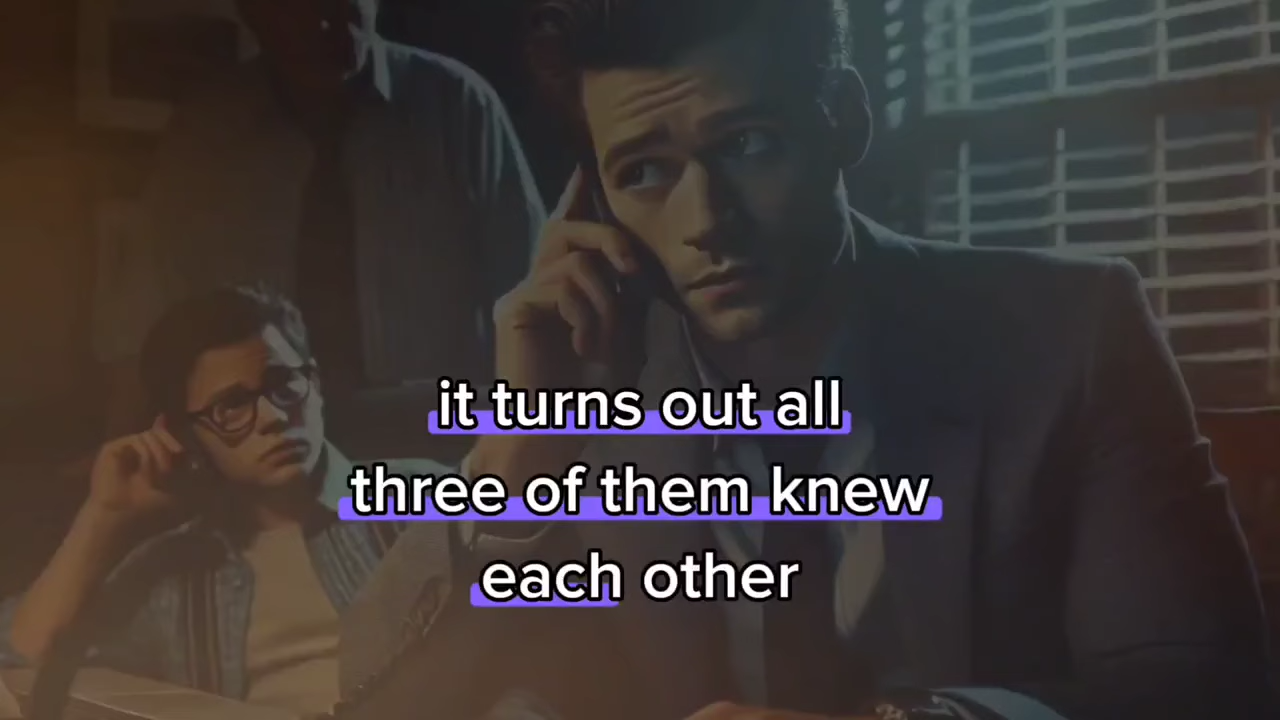 it turns out all
three of them knew
each other